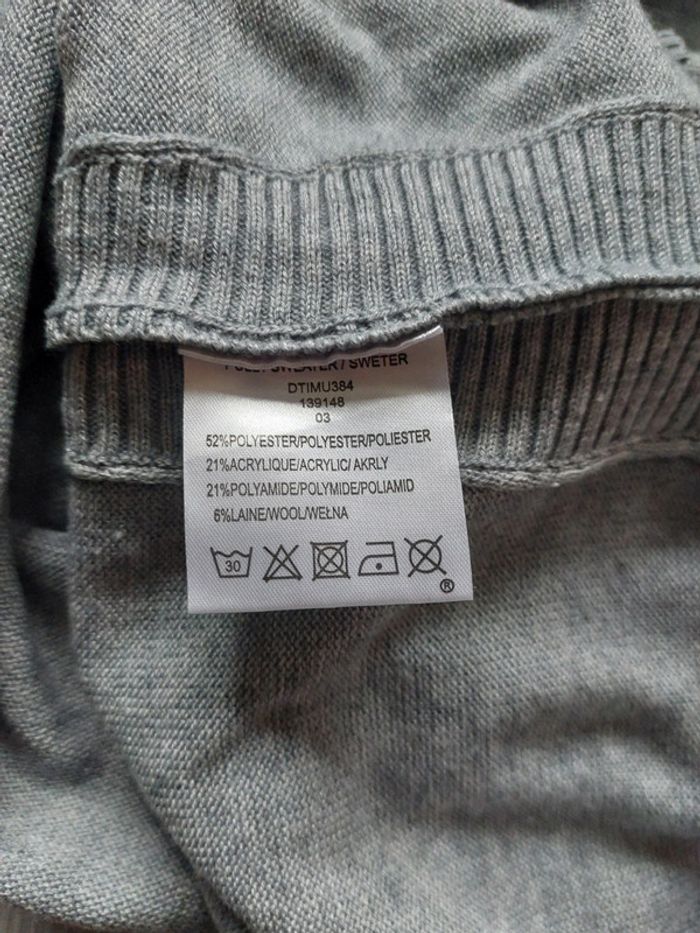 SWEATER / SWETER
DTIMU384
139148
03
52%POLYESTER/POLYESTER/POLIESTER
21%ACRYLIQUE/ACRYLIC/ AKRLY
21%POLYAMIDE/POLYMIDE/POLIAMID
6%LAINE/WOOL/WEŁNA
30
®